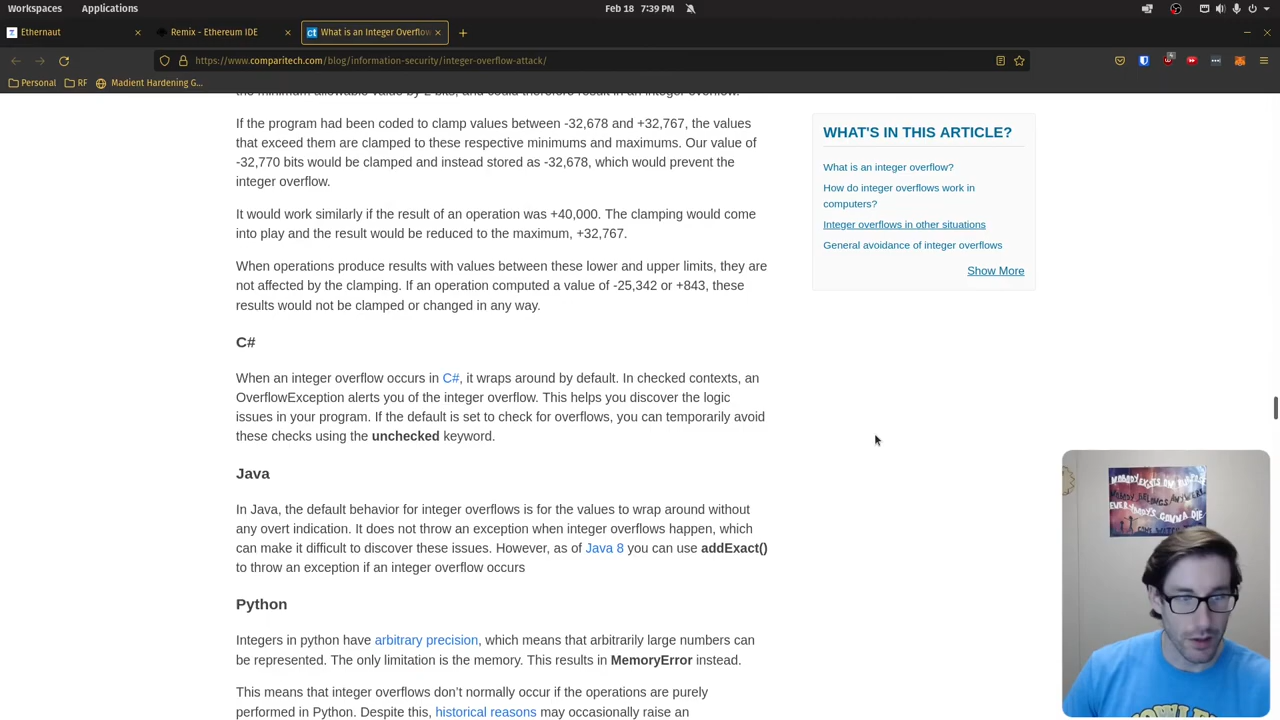 Workspaces Applications Feb 18 7:39 PM
Ethernaut Remix - Ethereum IDE What is an Integer Overflow
https://www.comparitech.com/blog/information-security/integer-overflow-attack/
Personal RF Madient Hardening G...
the minimum allowable value by 2 bits, and could therefore result in an integer overflow.
If the program had been coded to clamp values between -32,678 and +32,767, the values
that exceed them are clamped to these respective minimums and maximums. Our value of
-32,770 bits would be clamped and instead stored as -32,678, which would prevent the
integer overflow.
It would work similarly if the result of an operation was +40,000. The clamping would come
into play and the result would be reduced to the maximum, +32,767.
When operations produce results with values between these lower and upper limits, they are
not affected by the clamping. If an operation computed a value of -25,342 or +843, these
results would not be clamped or changed in any way.
C#
When an integer overflow occurs in C#, it wraps around by default. In checked contexts, an
OverflowException alerts you of the integer overflow. This helps you discover the logic
issues in your program. If the default is set to check for overflows, you can temporarily avoid
these checks using the unchecked keyword.
Java
In Java, the default behavior for integer overflows is for the values to wrap around without
any overt indication. It does not throw an exception when integer overflows happen, which
can make it difficult to discover these issues. However, as of Java 8 you can use addExact()
to throw an exception if an integer overflow occurs
Python
Integers in python have arbitrary precision, which means that arbitrarily large numbers can
be represented. The only limitation is the memory. This results in MemoryError instead.
This means that integer overflows don't normally occur if the operations are purely
performed in Python. Despite this, historical reasons may occasionally raise an
WHAT'S IN THIS ARTICLE?
What is an integer overflow?
How do integer overflows work in
computers?
Integer overflows in other situations
General avoidance of integer overflows
Show More
NOBODY EXISTS ON PURPOSE
NOBODY BELONGS ANYWHERE
EVERYBODY'S GONNA DIE
COME WATCH